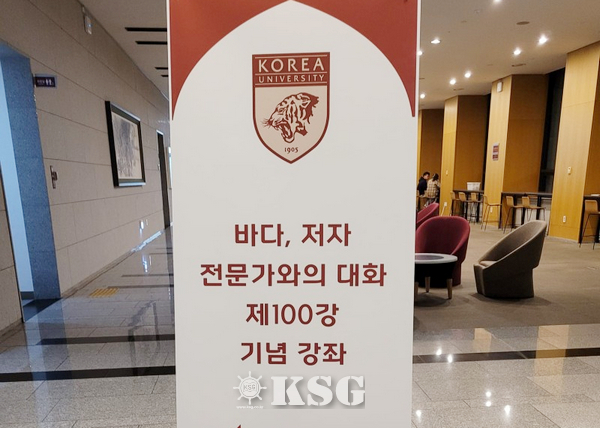 KOREA
UNIVERSITY
1905
바다, 저자
전문가와의 대화
제100강
기념 강좌
KSG